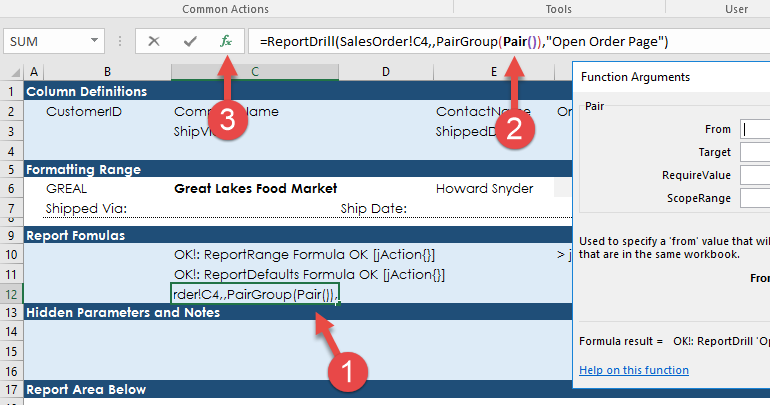 Common Actions Tools User
SUM fx =ReportDrill(SalesOrder!C4,,PairGroup(Pair()),"Open Order Page")
3 2
A B C D E
Function Arguments
1 Column Definitions
2 CustomerID ContactName
Pair
From
3
Target
4
RequireValue
5 Formatting Range
ScopeRange
6 GREAL Great Lakes Food Market Howard Snyder
7 Shipped Via: Ship Date:
8
9 Report Fomulas
Used to specify a 'from' value that wil
10 OK!: ReportRange Formula OK [jAction{}] > j
that are in the same workbook.
11 OK!: ReportDefaults Formula OK [jAction{}]
Fro
12 rder!C4,,PairGroup(Pair()),
13 Hidden Parameters and Notes
14
Formula result = OK!: ReportDrill 'Op
15
1
16
Help on this function
17 Report Area Below